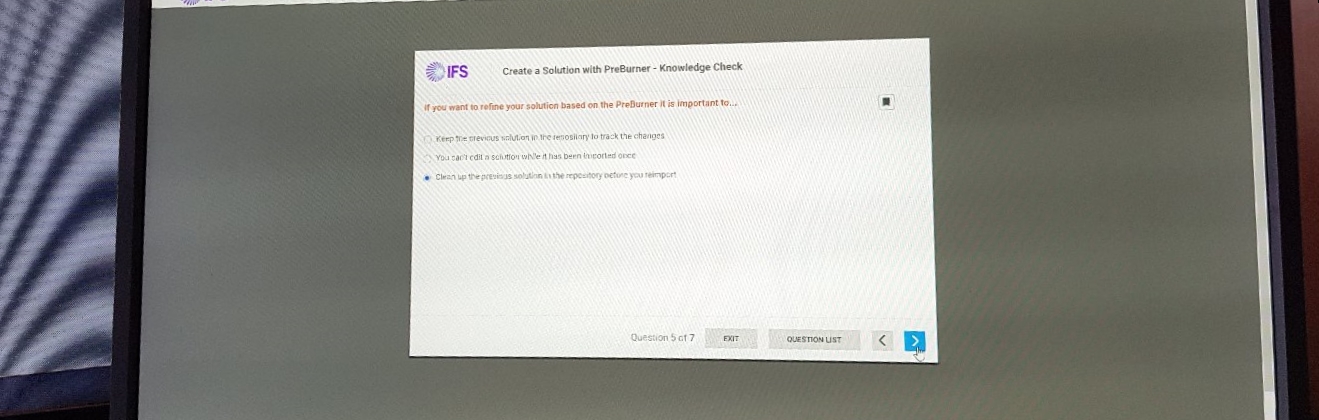 IFS
Create a Solution with PreBurner - Knowledge Check
If you want to refine your solution based on the PreBurner it is important to...
Keep the previous solution in the repository to track the changes
You can't edit a solution while it has been imported once
Clean up the previous solution in the repository before you reimport
Question 5 of 7
EXIT
QUESTION LIST